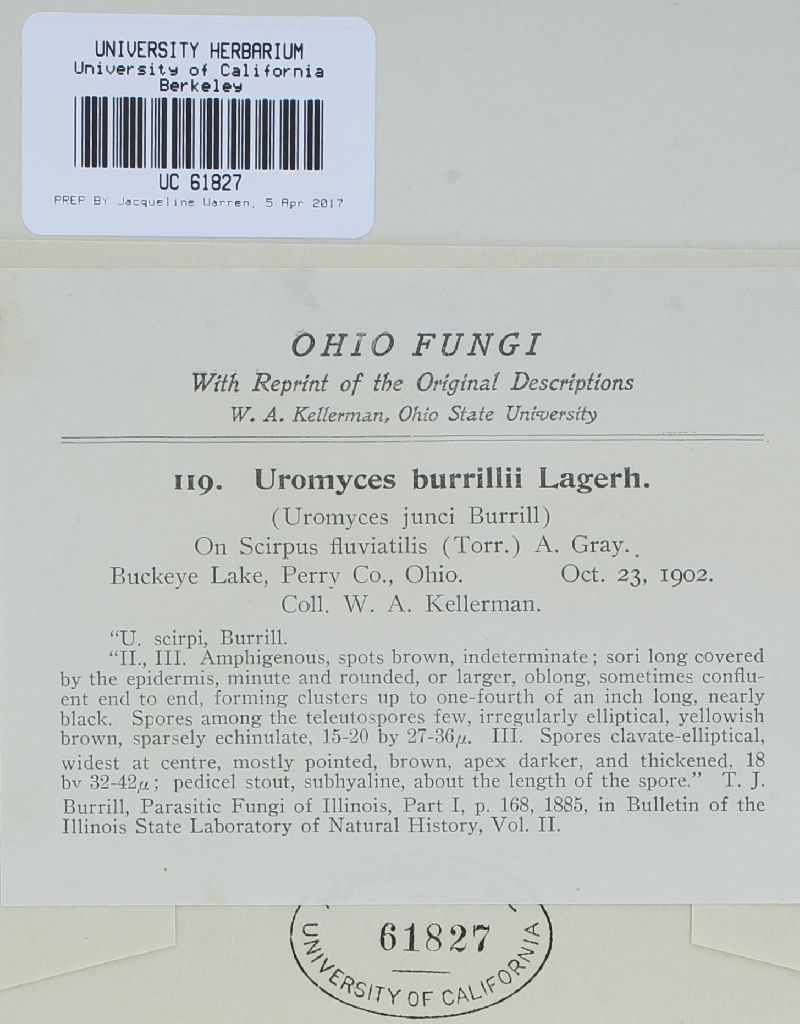 UNIVERSITY HERBARIUM
University of California
Berkeley
UC 61827
PREP BY Jacqueline Warren, 5 Apr 2017
OHIO FUNGI
With Reprint of the Original Descriptions
W. A. Kellerman, Ohio State University
119. Uromyces burrillii Lagerh.
(Uromyces junci Burrill)
On Scirpus fluviatilis (Torr.) A. Gray.
Buckeye Lake, Perry Co., Ohio. Oct. 23, 1902.
Coll. W. A. Kellerman.
"U. scirpi, Burrill.
"II., III. Amphigenous, spots brown, indeterminate; sori long covered
by the epidermis, minute and rounded, or larger, oblong, sometimes conflu-
ent end to end, forming clusters up to one-fourth of an inch long, nearly
black. Spores among the teleutospores few, irregularly elliptical, yellowish
brown, sparsely echinulate, 15-20 by 27-36μ. III. Spores clavate-elliptical,
widest at centre, mostly pointed, brown, apex darker, and thickened, 18
by 32-42μ; pedicel stout, subhyaline, about the length of the spore." T. J.
Burrill, Parasitic Fungi of Illinois, Part I, p. 168, 1885, in Bulletin of the
Illinois State Laboratory of Natural History, Vol. II.
61827
UNIVERSITY OF CALIFORNIA